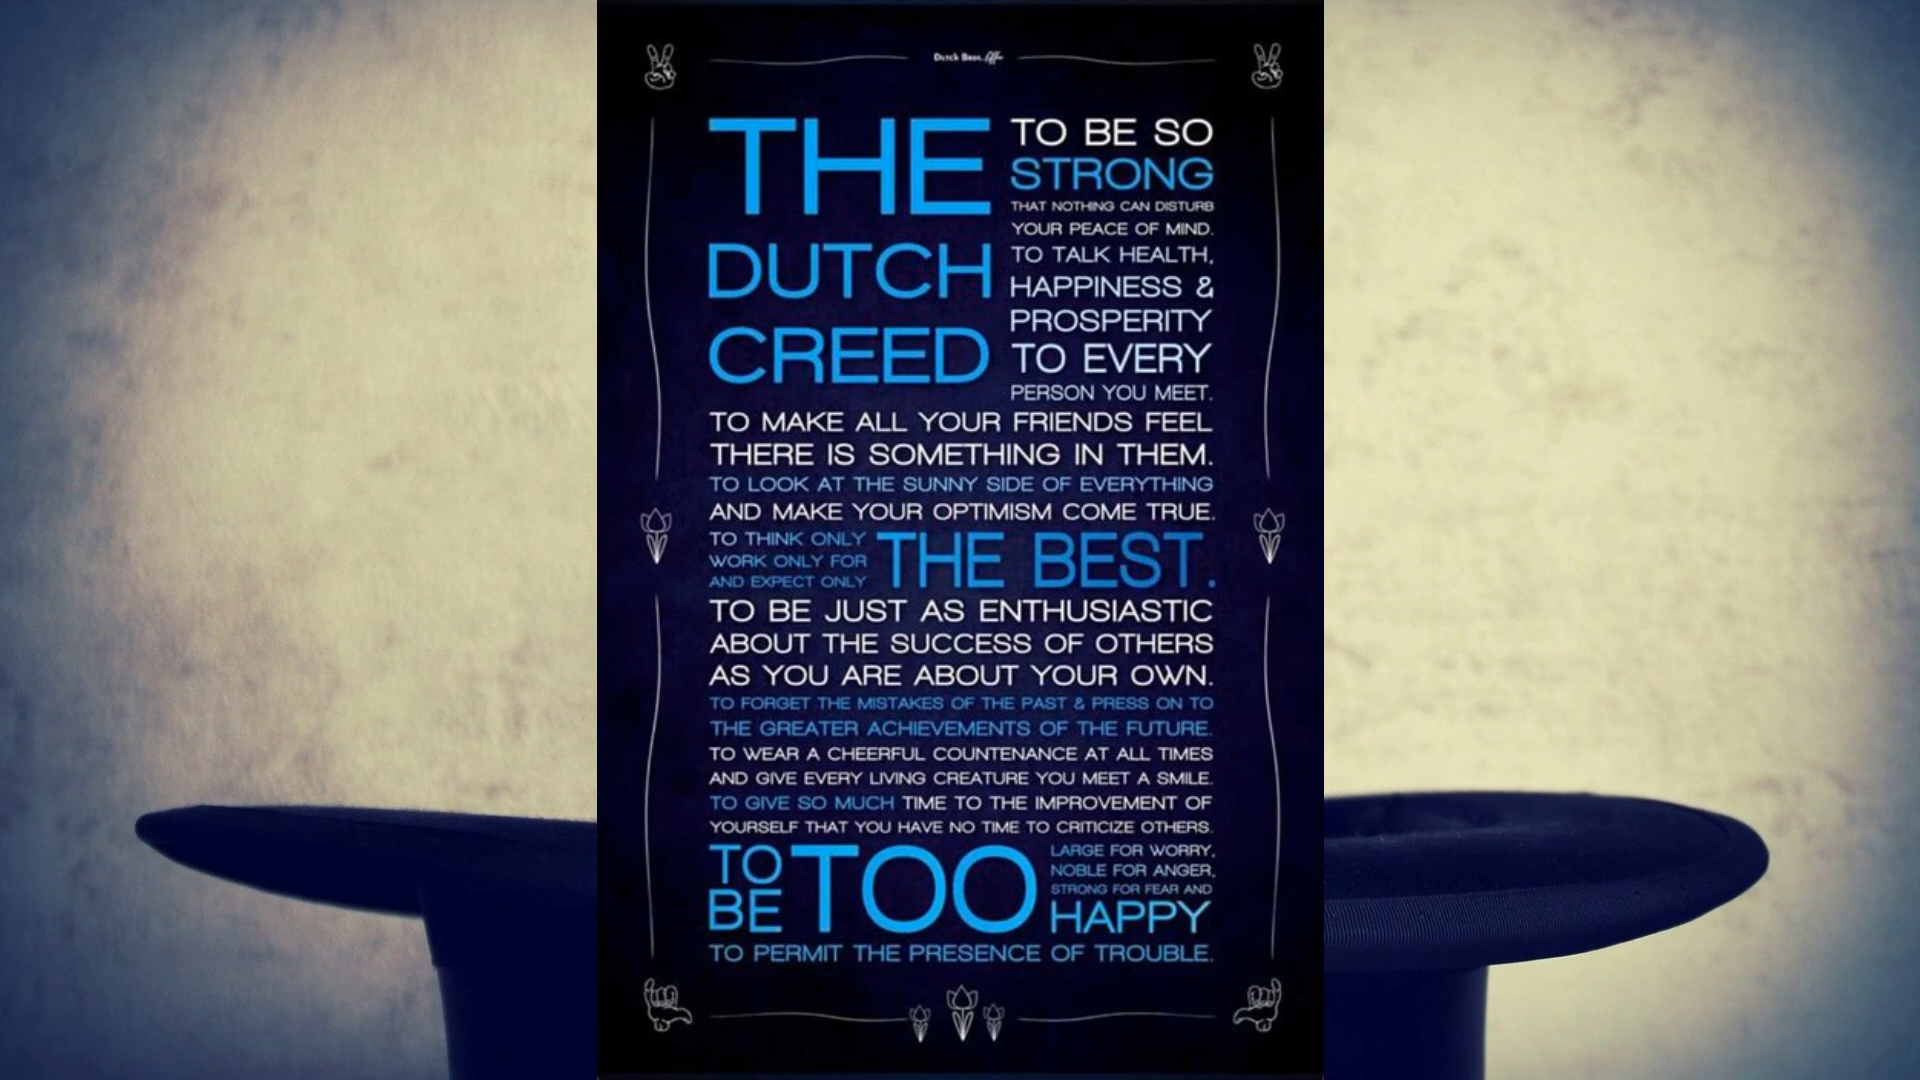 Dutch Bros. Coffee
THE
DUTCH
CREED
TO BE SO
STRONG
THAT NOTHING CAN DISTURB
YOUR PEACE OF MIND.
TO TALK HEALTH,
HAPPINESS &
PROSPERITY
TO EVERY
PERSON YOU MEET.
TO MAKE ALL YOUR FRIENDS FEEL
THERE IS SOMETHING IN THEM.
TO LOOK AT THE SUNNY SIDE OF EVERYTHING
AND MAKE YOUR OPTIMISM COME TRUE.
TO THINK ONLY
WORK ONLY FOR
AND EXPECT ONLY
THE BEST.
TO BE JUST AS ENTHUSIASTIC
ABOUT THE SUCCESS OF OTHERS
AS YOU ARE ABOUT YOUR OWN.
TO FORGET THE MISTAKES OF THE PAST & PRESS ON TO
THE GREATER ACHIEVEMENTS OF THE FUTURE.
TO WEAR A CHEERFUL COUNTENANCE AT ALL TIMES
AND GIVE EVERY LIVING CREATURE YOU MEET A SMILE.
TO GIVE SO MUCH TIME TO THE IMPROVEMENT OF
YOURSELF THAT YOU HAVE NO TIME TO CRITICIZE OTHERS.
TO
BE
TOO
LARGE FOR WORRY,
NOBLE FOR ANGER,
STRONG FOR FEAR AND
HAPPY
TO PERMIT THE PRESENCE OF TROUBLE.